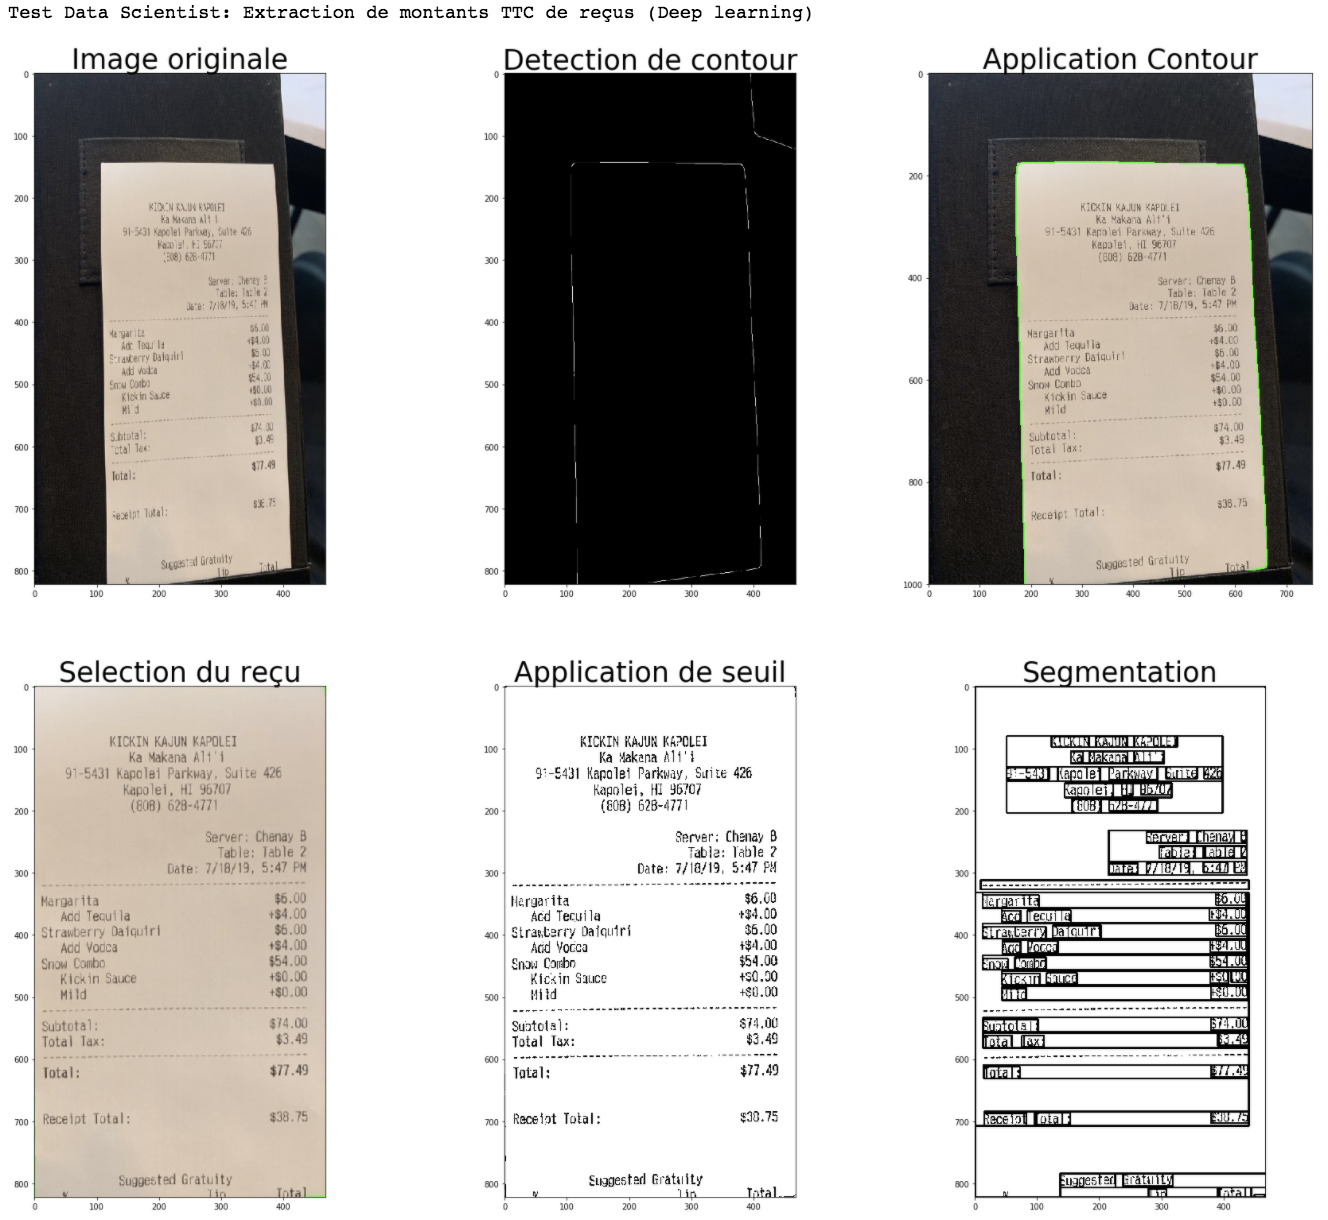 Test Data Scientist: Extraction de montants TTC de reçus (Deep learning)
Image originale
0
100
200
300
400
500
600
700
800
0 100 200 300 400
KICKIN KAJUN KAPOLEI
Ka Makana Ali'i
91-5431 Kapolei Parkway, Suite 426
Kapolei, HI 96707
(808) 628-4771
Server: Chenay B
Table: Table 2
Date: 7/18/19, 5:47 PM
Margarita $6.00
Add Tequila +$4.00
Strawberry Daiquiri $6.00
Add Vodca +$4.00
Snow Combo $54.00
Kickin Sauce +$0.00
Mild +$0.00
Subtotal: $74.00
Total Tax: $3.49
Total: $77.49
Receipt Total: $38.75
Suggested Gratuity
% Tip Total
Detection de contour
0
100
200
300
400
500
600
700
800
0 100 200 300 400
Application Contour
0
200
400
600
800
1000
0 100 200 300 400 500 600 700
KICKIN KAJUN KAPOLEI
Ka Makana Ali'i
91-5431 Kapolei Parkway, Suite 426
Kapolei, HI 96707
(808) 628-4771
Server: Chenay B
Table: Table 2
Date: 7/18/19, 5:47 PM
Margarita $6.00
Add Tequila +$4.00
Strawberry Daiquiri $6.00
Add Vodca +$4.00
Snow Combo $54.00
Kickin Sauce +$0.00
Mild +$0.00
Subtotal: $74.00
Total Tax: $3.49
Total: $77.49
Receipt Total: $38.75
Suggested Gratuity
% Tip Total
Selection du reçu
0
100
200
300
400
500
600
700
800
0 100 200 300 400
KICKIN KAJUN KAPOLEI
Ka Makana Ali'i
91-5431 Kapolei Parkway, Suite 426
Kapolei, HI 96707
(808) 628-4771
Server: Chenay B
Table: Table 2
Date: 7/18/19, 5:47 PM
Margarita $6.00
Add Tequila +$4.00
Strawberry Daiquiri $6.00
Add Vodca +$4.00
Snow Combo $54.00
Kickin Sauce +$0.00
Mild +$0.00
Subtotal: $74.00
Total Tax: $3.49
Total: $77.49
Receipt Total: $38.75
Suggested Gratuity
% Tip Total
Application de seuil
0
100
200
300
400
500
600
700
800
0 100 200 300 400
KICKIN KAJUN KAPOLEI
Ka Makana Ali'i
91-5431 Kapolei Parkway, Suite 426
Kapolei, HI 96707
(808) 628-4771
Server: Chenay B
Table: Table 2
Date: 7/18/19, 5:47 PM
Margarita $6.00
Add Tequila +$4.00
Strawberry Daiquiri $6.00
Add Vodca +$4.00
Snow Combo $54.00
Kickin Sauce +$0.00
Mild +$0.00
Subtotal: $74.00
Total Tax: $3.49
Total: $77.49
Receipt Total: $38.75
Suggested Gratuity
% Tip Total
Segmentation
0
100
200
300
400
500
600
700
800
0 100 200 300 400
KICKIN KAJUN KAPOLEI
Ka Makana Ali'i
91-5431 Kapolei Parkway, Suite 426
Kapolei, HI 96707
(808) 628-4771
Server: Chenay B
Table: Table 2
Date: 7/18/19, 5:47 PM
Margarita $6.00
Add Tequila +$4.00
Strawberry Daiquiri $6.00
Add Vodca +$4.00
Snow Combo $54.00
Kickin Sauce +$0.00
Mild +$0.00
Subtotal: $74.00
Total Tax: $3.49
Total: $77.49
Receipt Total: $38.75
Suggested Gratuity
% Tip Total